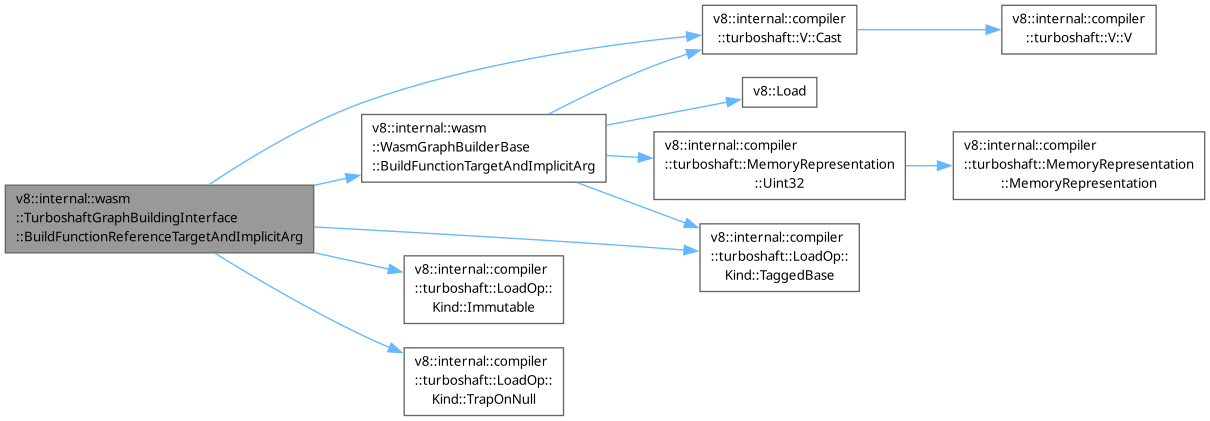 v8::internal::compiler
::turboshaft::V::Cast
v8::internal::compiler
::turboshaft::V::V
v8::Load
v8::internal::wasm
::WasmGraphBuilderBase
::BuildFunctionTargetAndImplicitArg
v8::internal::compiler
::turboshaft::MemoryRepresentation
::Uint32
v8::internal::compiler
::turboshaft::MemoryRepresentation
::MemoryRepresentation
v8::internal::wasm
::TurboshaftGraphBuildingInterface
::BuildFunctionReferenceTargetAndImplicitArg
v8::internal::compiler
::turboshaft::LoadOp::
Kind::TaggedBase
v8::internal::compiler
::turboshaft::LoadOp::
Kind::Immutable
v8::internal::compiler
::turboshaft::LoadOp::
Kind::TrapOnNull